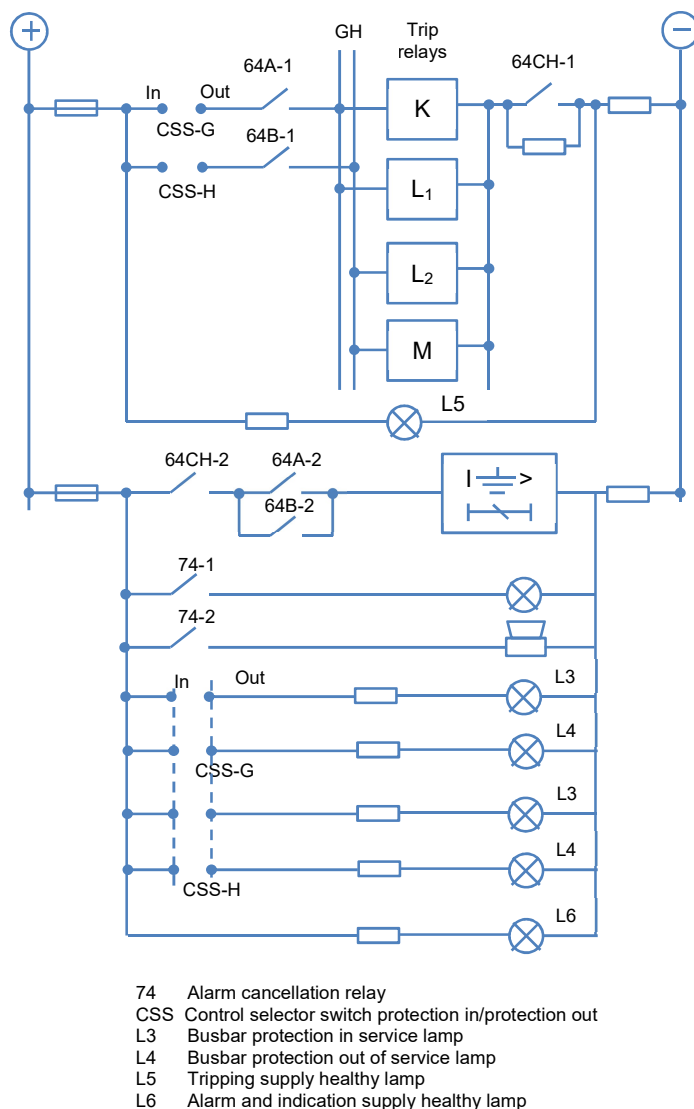 GH
Trip
relays
64A-1
64CH-1
In
Out
K
CSS-G
64B-1
CSS-H
L1
L2
M
L5
64CH-2
64A-2
I >
64B-2
74-1
74-2
In
Out
L3
L4
CSS-G
L3
L4
CSS-H
L6
74 Alarm cancellation relay
CSS Control selector switch protection in/protection out
L3 Busbar protection in service lamp
L4 Busbar protection out of service lamp
L5 Tripping supply healthy lamp
L6 Alarm and indication supply healthy lamp